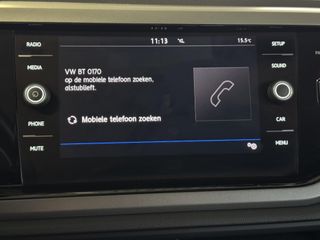 RADIO
11:13
15.5°C
SETUP
MEDIA
VW BT 0170
op de mobiele telefoon zoeken,
alstublieft.
SOUND
Mobiele telefoon zoeken
PHONE
CAR
MUTE
MENU